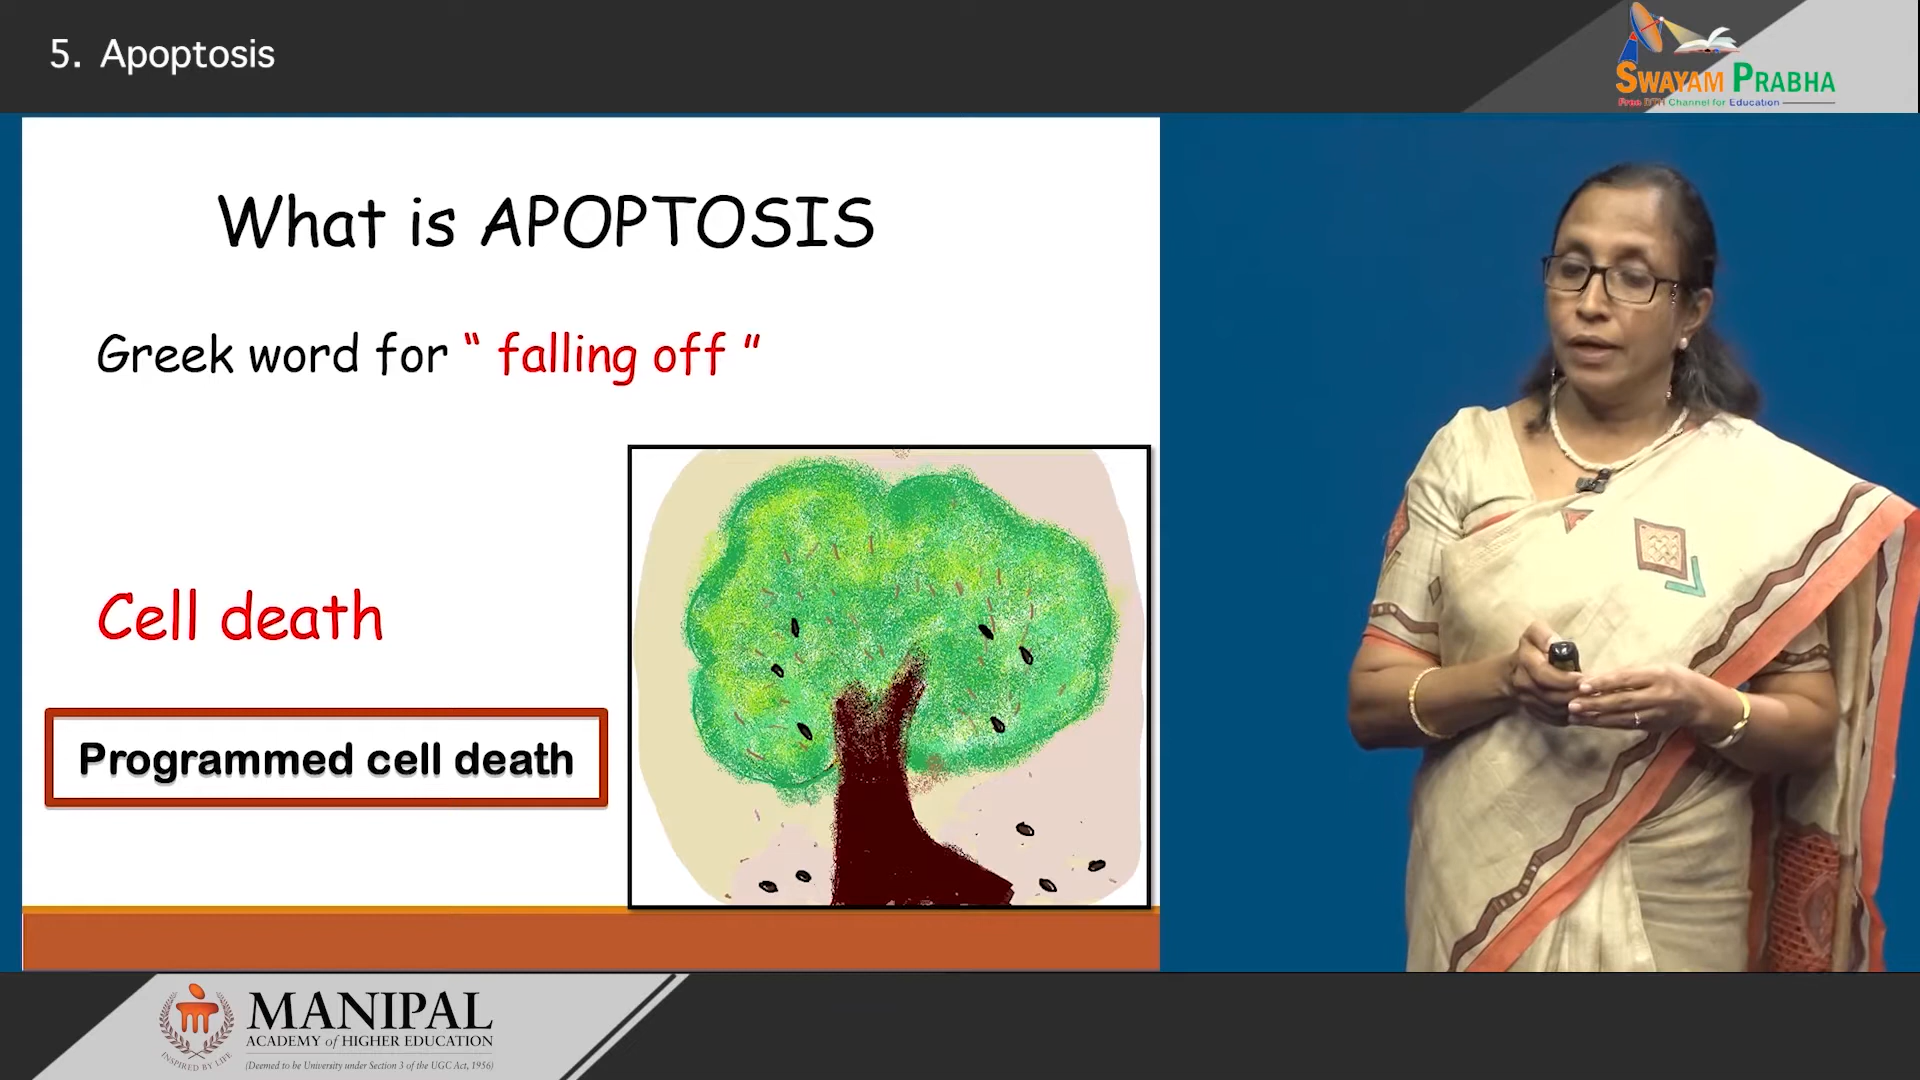 5. Apoptosis
SWAYAM PRABHA
Free DTH Channel for Education
What is APOPTOSIS
Greek word for “ falling off ”
Cell death
Programmed cell death
INSPIRED BY LIFE
MANIPAL
ACADEMY of HIGHER EDUCATION
(Deemed to be University under Section 3 of the UGC Act, 1956)